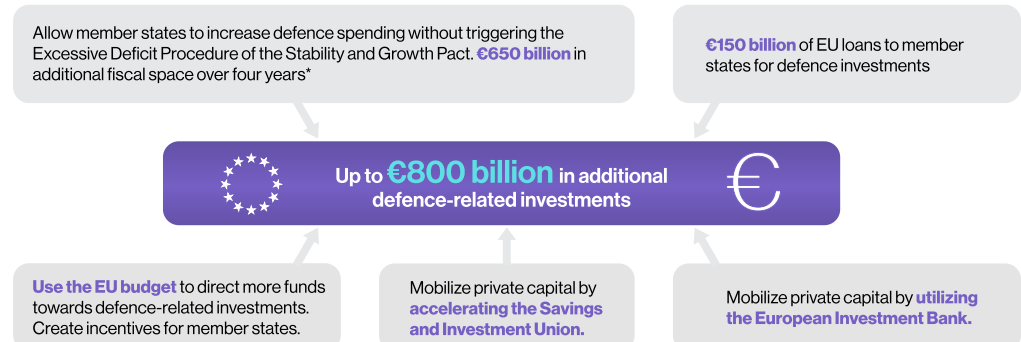 Allow member states to increase defence spending without triggering the
Excessive Deficit Procedure of the Stability and Growth Pact. €650 billion in
additional fiscal space over four years*
€150 billion of EU loans to member
states for defence investments
Up to €800 billion in additional
defence-related investments
€
Use the EU budget to direct more funds
towards defence-related investments.
Create incentives for member states.
Mobilize private capital by
accelerating the Savings
and Investment Union.
Mobilize private capital by utilizing
the European Investment Bank.